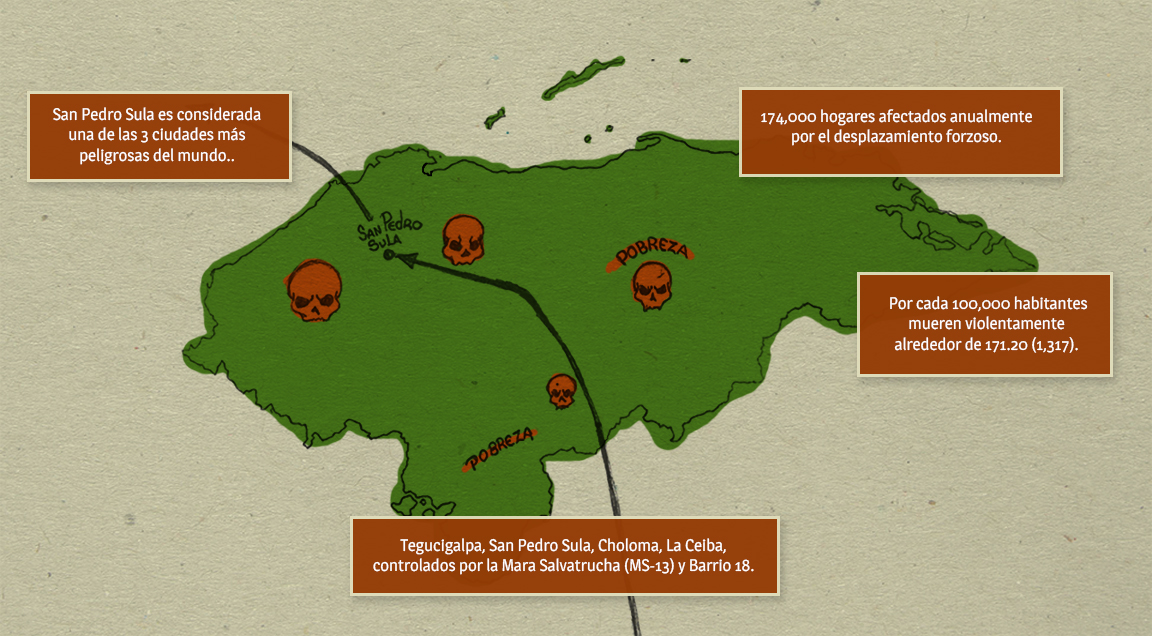 San Pedro Sula es considerada
una de las 3 ciudades más
peligrosas del mundo..
174,000 hogares afectados anualmente
por el desplazamiento forzoso.
SAN PEDRO
SULA
POBREZA
Por cada 100,000 habitantes
mueren violentamente
alrededor de 171.20 (1,317).
POBREZA
Tegucigalpa, San Pedro Sula, Choloma, La Ceiba,
controlados por la Mara Salvatrucha (MS-13) y Barrio 18.